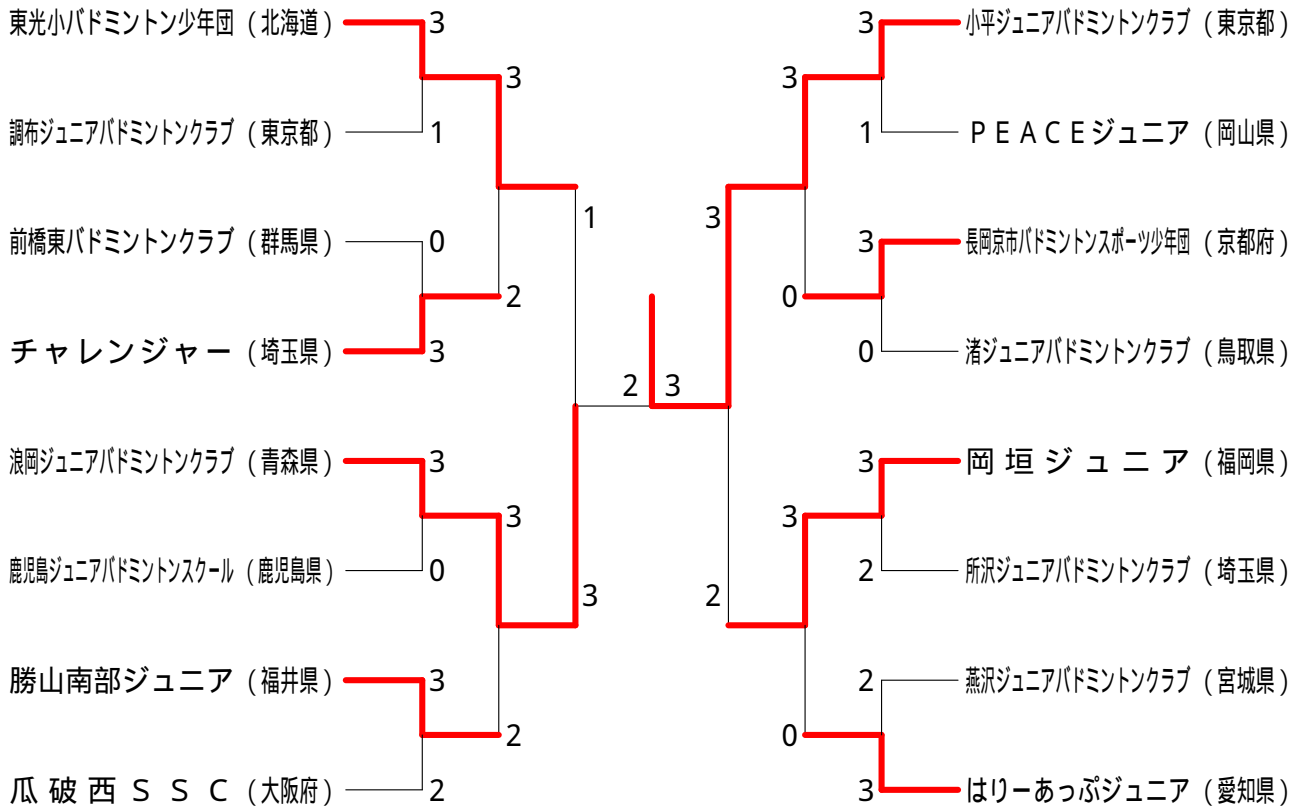 東光小バドミントン少年団 (北海道) 3 3 小平ジュニアバドミントンクラブ (東京都)
3 3
調布ジュニアバドミントンクラブ (東京都) 1 1 PEACEジュニア (岡山県)
1 3
前橋東バドミントンクラブ (群馬県) 0 3 長岡京市バドミントンスポーツ少年団 (京都府)
2 0
チャレンジャー (埼玉県) 3 0 渚ジュニアバドミントンクラブ (鳥取県)
2 3
浪岡ジュニアバドミントンクラブ (青森県) 3 3 岡垣ジュニア (福岡県)
3 3
鹿児島ジュニアバドミントンスクール (鹿児島県) 0 2 所沢ジュニアバドミントンクラブ (埼玉県)
3 2
勝山南部ジュニア (福井県) 3 2 燕沢ジュニアバドミントンクラブ (宮城県)
2 0
瓜破西SSC (大阪府) 2 3 はりーあっぷジュニア (愛知県)